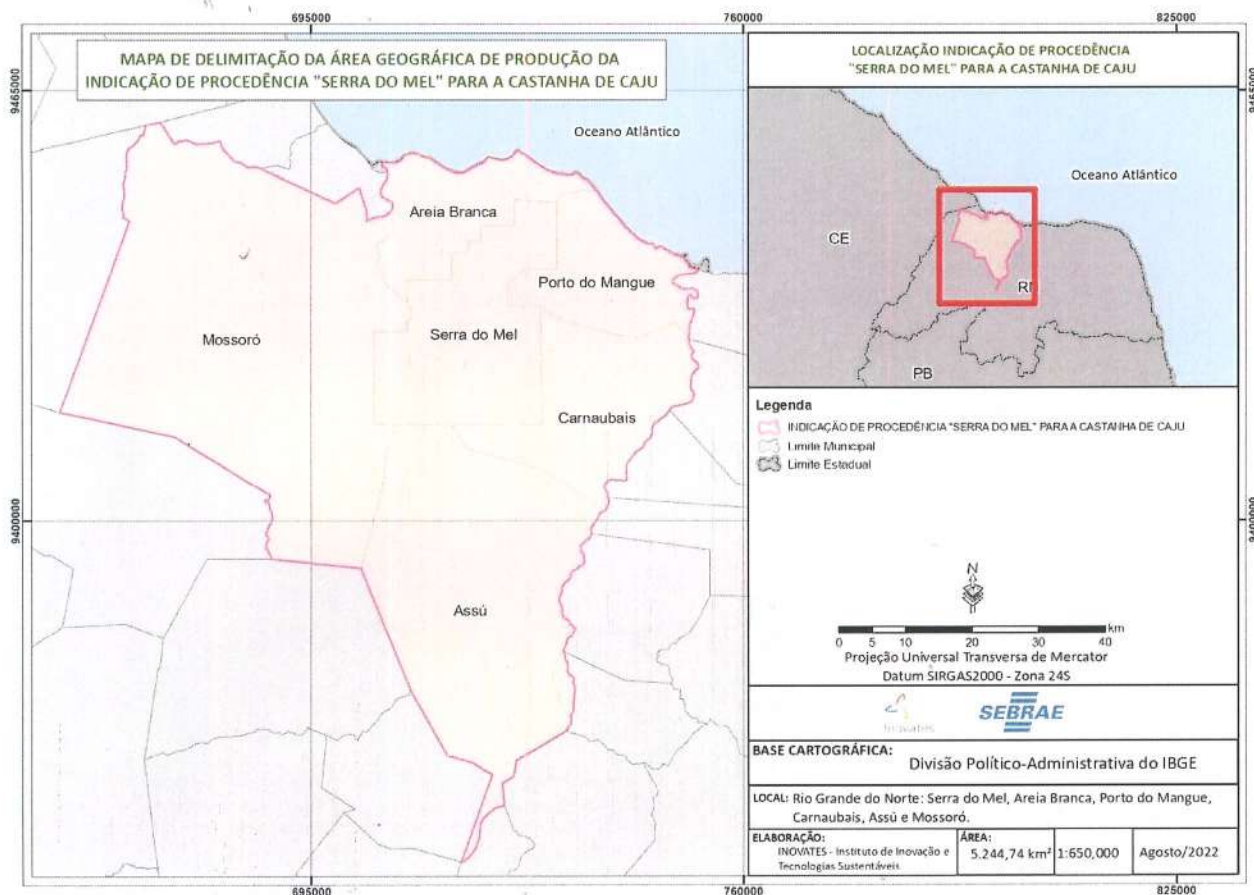 695000
760000
825000
MAPA DE DELIMITAÇÃO DA ÁREA GEOGRÁFICA DE PRODUÇÃO DA
INDICAÇÃO DE PROCEDÊNCIA "SERRA DO MEL" PARA A CASTANHA DE CAJU
LOCALIZAÇÃO INDICAÇÃO DE PROCEDÊNCIA
"SERRA DO MEL" PARA A CASTANHA DE CAJU
9465000
9465000
Oceano Atlântico
Oceano Atlântico
Areia Branca
CE
Porto do Mangue
RN
Mossoró
Serra do Mel
PB
Carnaubais
Legenda
INDICAÇÃO DE PROCEDÊNCIA "SERRA DO MEL" PARA A CASTANHA DE CAJU
Limite Municipal
Limite Estadual
9400000
9400000
Assú
N
km
0 5 10 20 30 40
Projeção Universal Transversa de Mercator
Datum SIRGAS2000 - Zona 24S
Inovates
SEBRAE
BASE CARTOGRÁFICA:
Divisão Político-Administrativa do IBGE
LOCAL: Rio Grande do Norte: Serra do Mel, Areia Branca, Porto do Mangue,
Carnaubais, Assú e Mossoró.
ELABORAÇÃO:
INOVATES - Instituto de Inovação e
Tecnologias Sustentáveis
ÁREA:
5.244,74 km²
1:650,000
Agosto/2022
695000
760000
825000